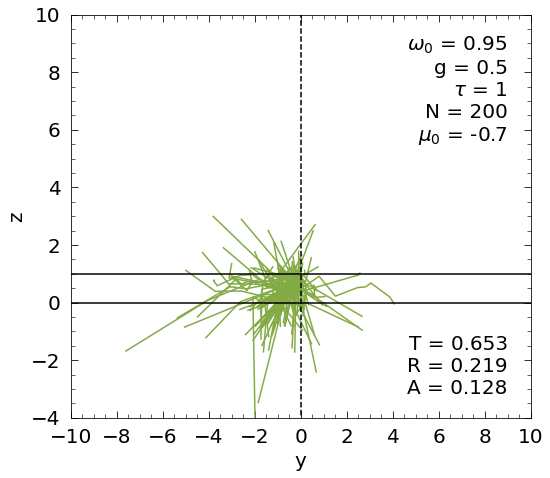 10
8
6
4
2
0
−2
−4
z
ω₀ = 0.95
g = 0.5
τ = 1
N = 200
μ₀ = -0.7
T = 0.653
R = 0.219
A = 0.128
−10 −8 −6 −4 −2 0 2 4 6 8 10
y